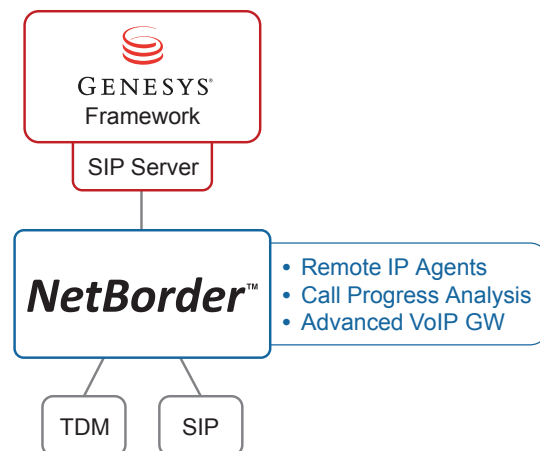 GENESYS®
Framework
SIP Server
NetBorder™
• Remote IP Agents
• Call Progress Analysis
• Advanced VoIP GW
TDM
SIP